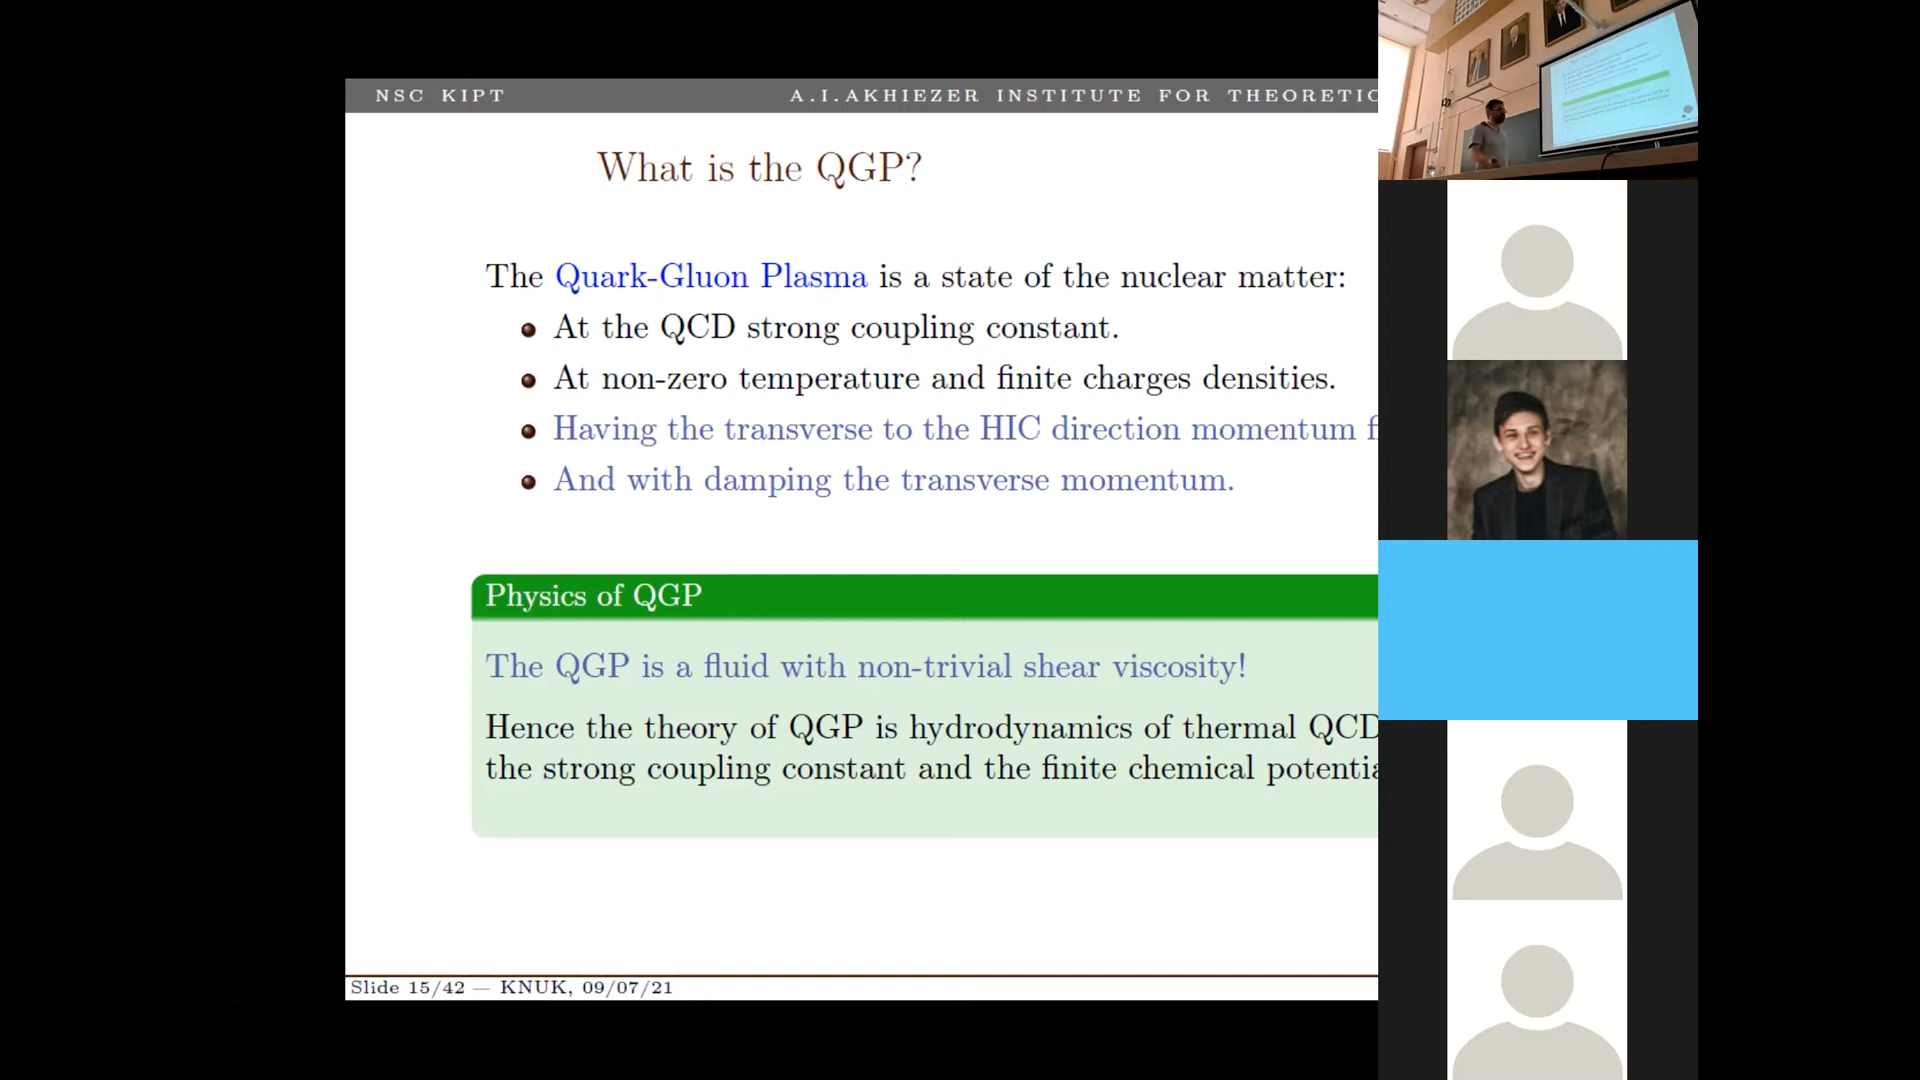 NSC KIPT
A.I.AKHIEZER INSTITUTE FOR THEORETIC
What is the QGP?
The Quark-Gluon Plasma is a state of the nuclear matter:
At the QCD strong coupling constant.
At non-zero temperature and finite charges densities.
Having the transverse to the HIC direction momentum
And with damping the transverse momentum.
Physics of QGP
The QGP is a fluid with non-trivial shear viscosity!
Hence the theory of QGP is hydrodynamics of thermal QCD
the strong coupling constant and the finite chemical potentia
Slide 15/42 — KNUK, 09/07/21